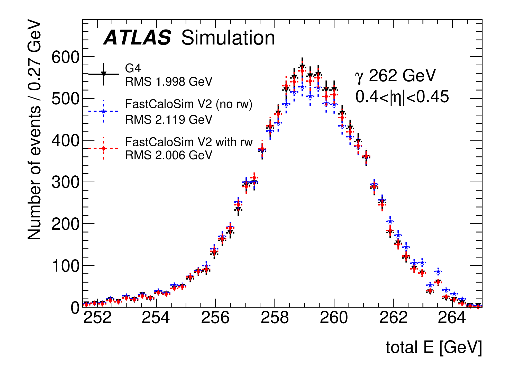 ATLAS Simulation
G4
RMS 1.998 GeV
FastCaloSim V2 (no rw)
RMS 2.119 GeV
FastCaloSim V2 with rw
RMS 2.006 GeV
γ 262 GeV
0.4<|η|<0.45
Number of events / 0.27 GeV
600
500
400
300
200
100
0
252 254 256 258 260 262 264
total E [GeV]